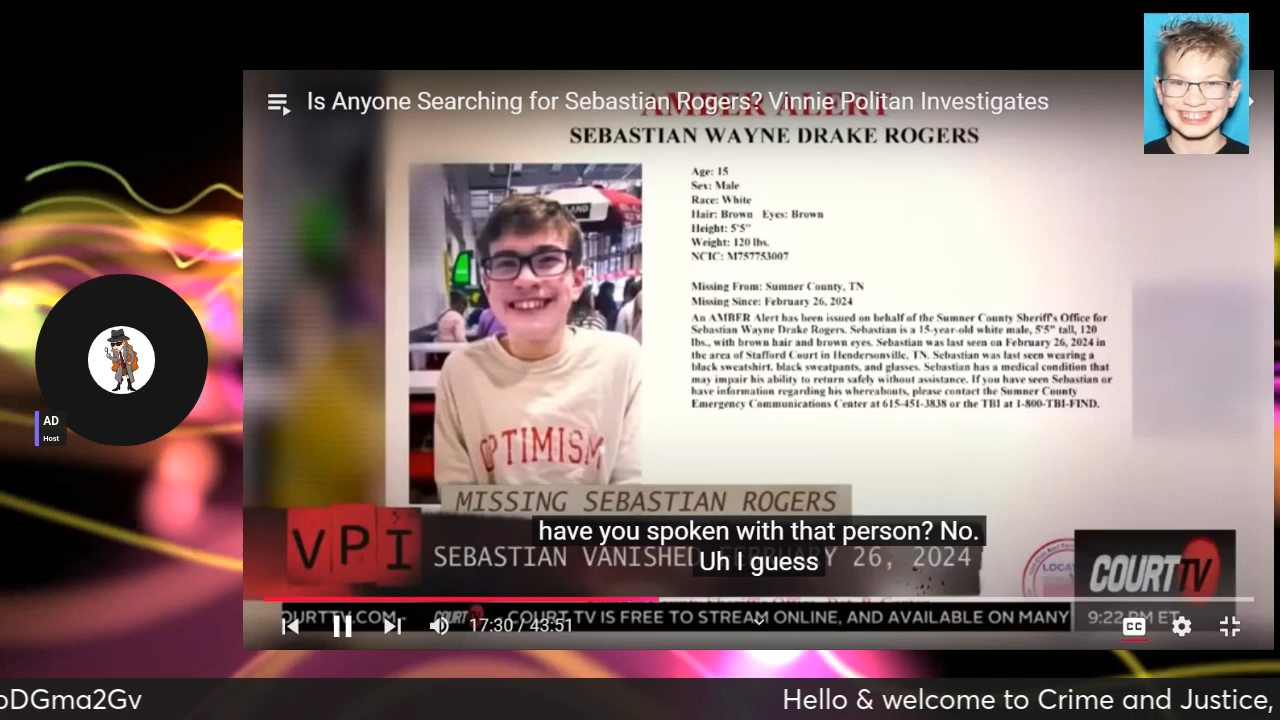 Is Anyone Searching for Sebastian Rogers? Vinnie Politan Investigates
AMBER ALERT
SEBASTIAN WAYNE DRAKE ROGERS
Age: 15
Sex: Male
Race: White
Hair: Brown Eyes: Brown
Height: 5'5"
Weight: 120 lbs.
NCIC: M757753007
Missing From: Sumner County, TN
Missing Since: February 26, 2024
An AMBER Alert has been issued on behalf of the Sumner County Sheriff's Office for
Sebastian Wayne Drake Rogers. Sebastian is a 15-year-old white male, 5'5" tall, 120
lbs., with brown hair and brown eyes. Sebastian was last seen on February 26, 2024 in
the area of Stafford Court in Hendersonville, TN. Sebastian was last seen wearing a
black sweatshirt, black sweatpants, and glasses. Sebastian has a medical condition that
may impair his ability to return safely without assistance. If you have seen Sebastian or
have information regarding his whereabouts, please contact the Sumner County
Emergency Communications Center at 615-451-3838 or the TBI at 1-800-TBI-FIND.
OPTIMISM
AD
Host
MISSING SEBASTIAN ROGERS
have you spoken with that person? No.
Uh I guess
VPI
SEBASTIAN VANISHED FEBRUARY 26, 2024
COURT TV
OURTTV.COM COURT TV COURT TV IS FREE TO STREAM ONLINE, AND AVAILABLE ON MANY
9:22 PM ET
17:30 / 43:51
CC
oDGma2Gv
Hello & welcome to Crime and Justice,